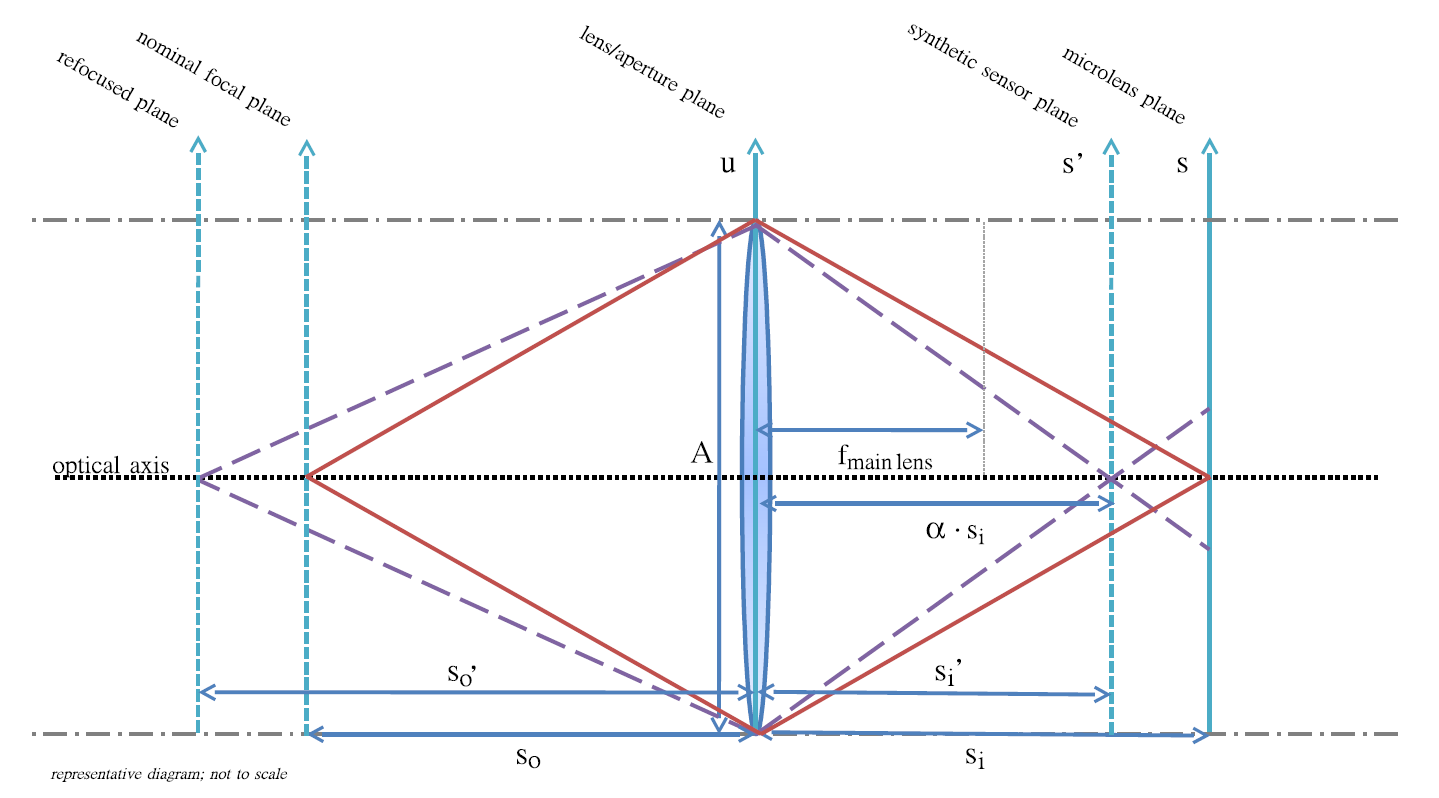 refocused plane
nominal focal plane
lens/aperture plane
synthetic sensor plane
microlens plane
u
s’
s
optical axis
A
f main lens
α · si
so’
si’
so
si
representative diagram; not to scale